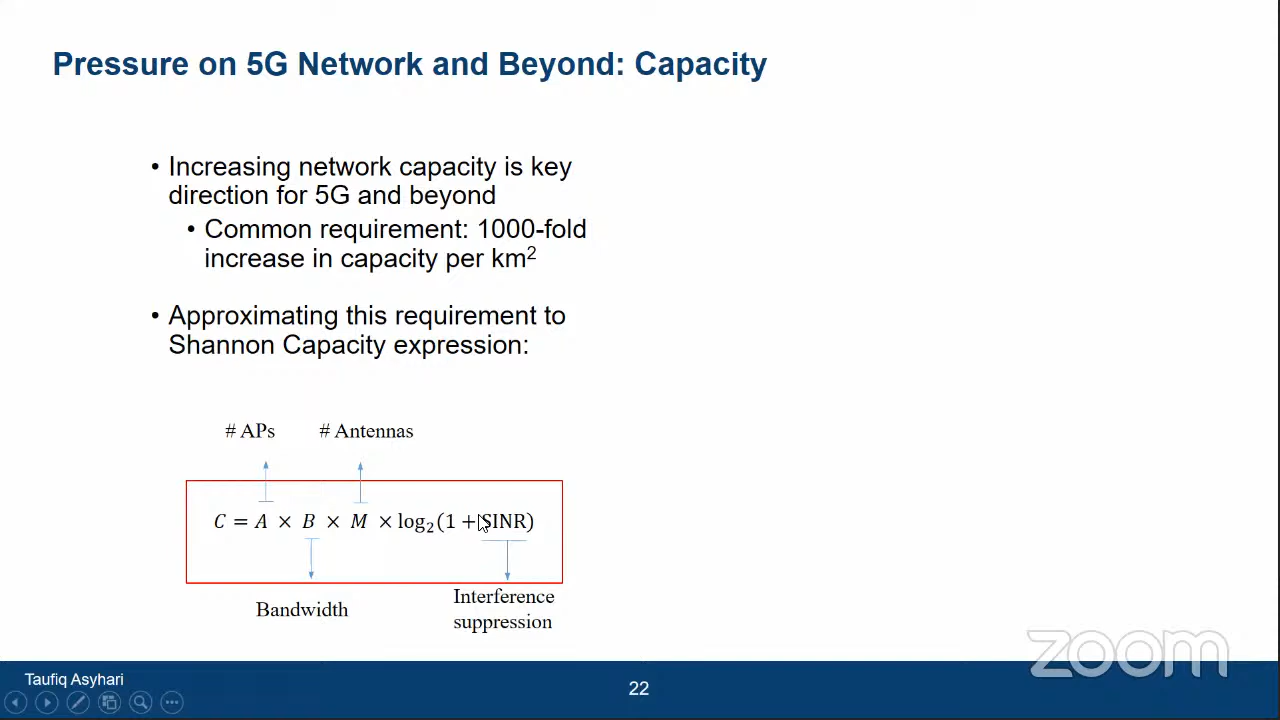 Pressure on 5G Network and Beyond: Capacity
• Increasing network capacity is key
direction for 5G and beyond
• Common requirement: 1000-fold
increase in capacity per km²
• Approximating this requirement to
Shannon Capacity expression:
# APs # Antennas
C = A × B × M × log₂(1 + SINR)
Bandwidth
Interference
suppression
zoom
Taufiq Asyhari
22